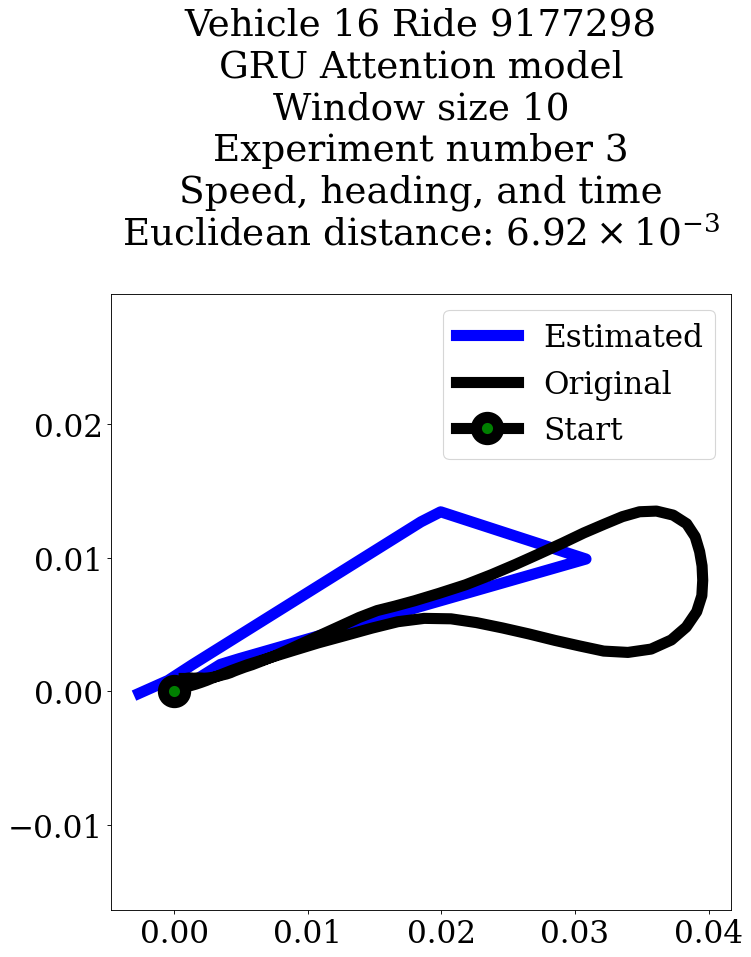 Vehicle 16 Ride 9177298
GRU Attention model
Window size 10
Experiment number 3
Speed, heading, and time
Euclidean distance: 6.92 × 10⁻³
Estimated
Original
Start
0.02
0.01
0.00
−0.01
0.00 0.01 0.02 0.03 0.04